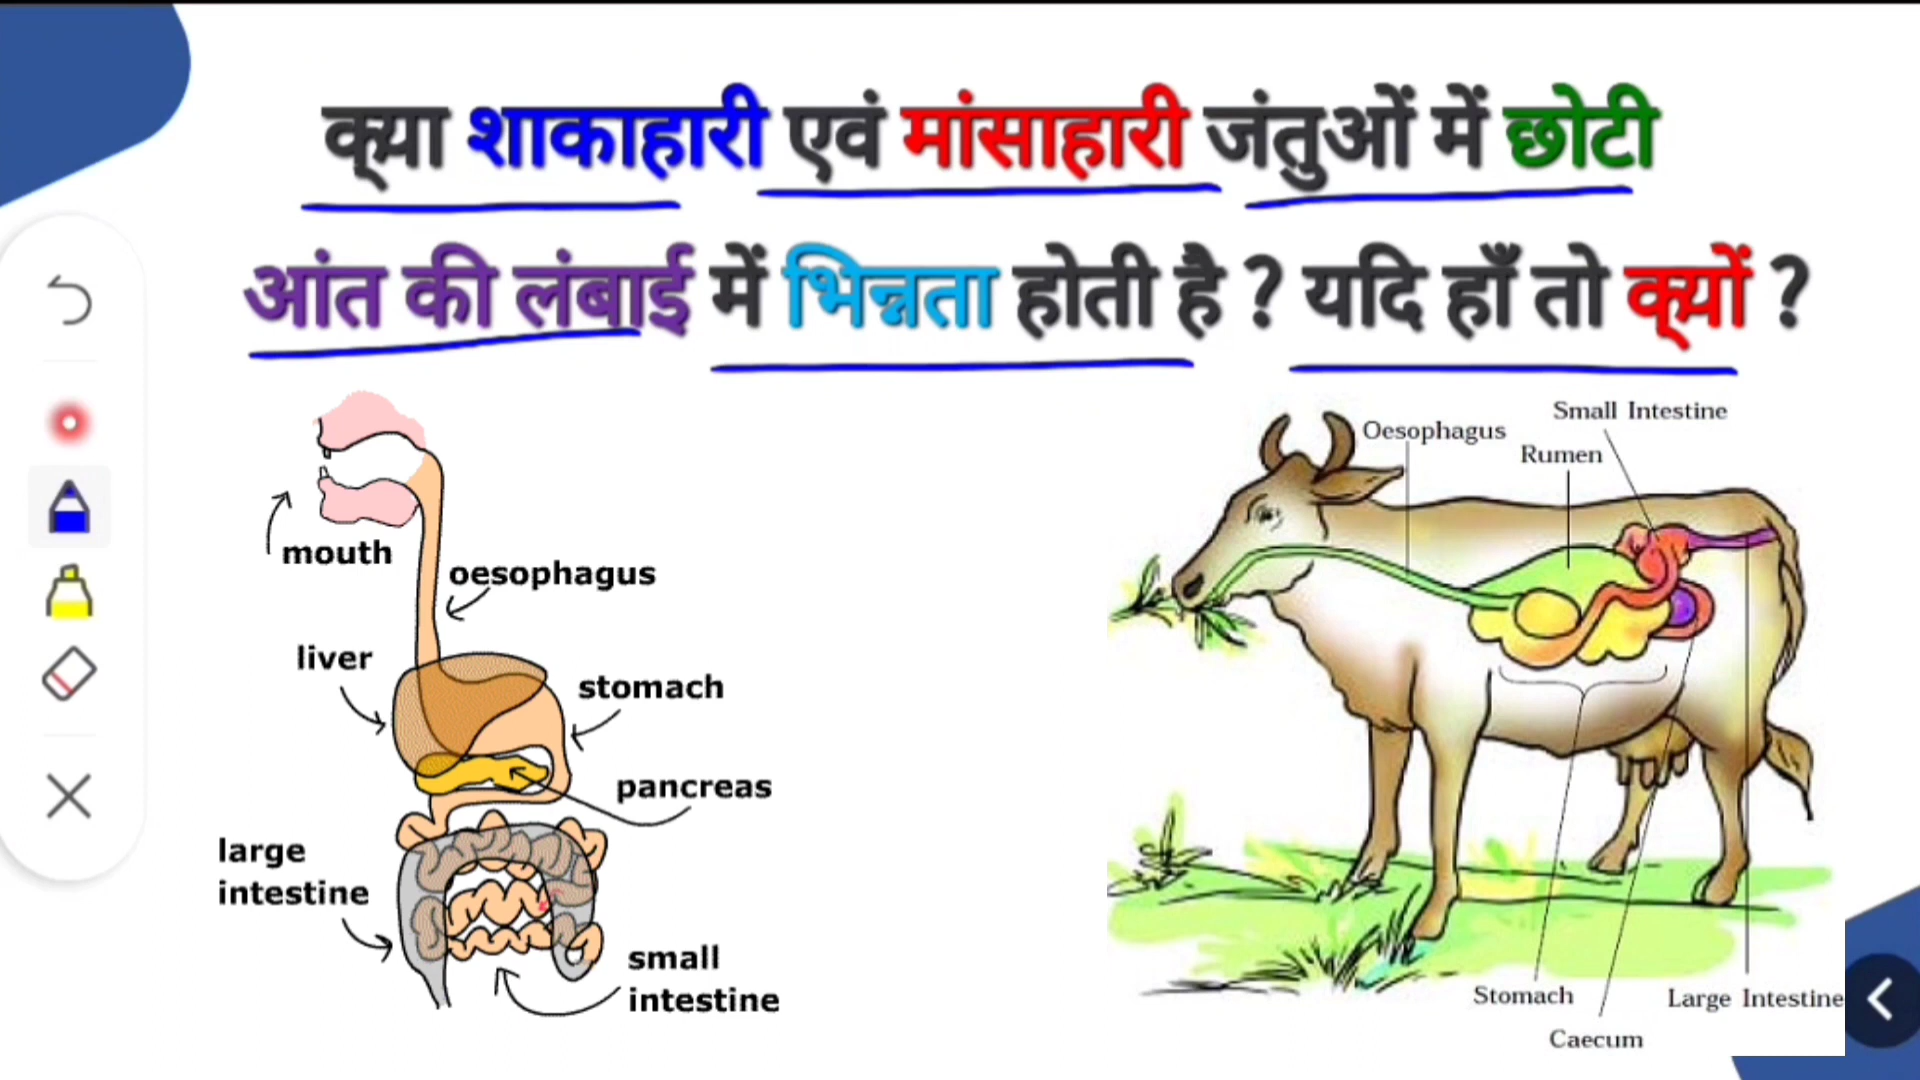 क्या शाकाहारी एवं मांसाहारी जंतुओं में छोटी
आंत की लंबाई में भिन्नता होती है ? यदि हाँ तो क्यों ?
mouth
oesophagus
liver
stomach
pancreas
large
intestine
small
intestine
Small Intestine
Oesophagus
Rumen
Stomach
Large Intestine
Caecum